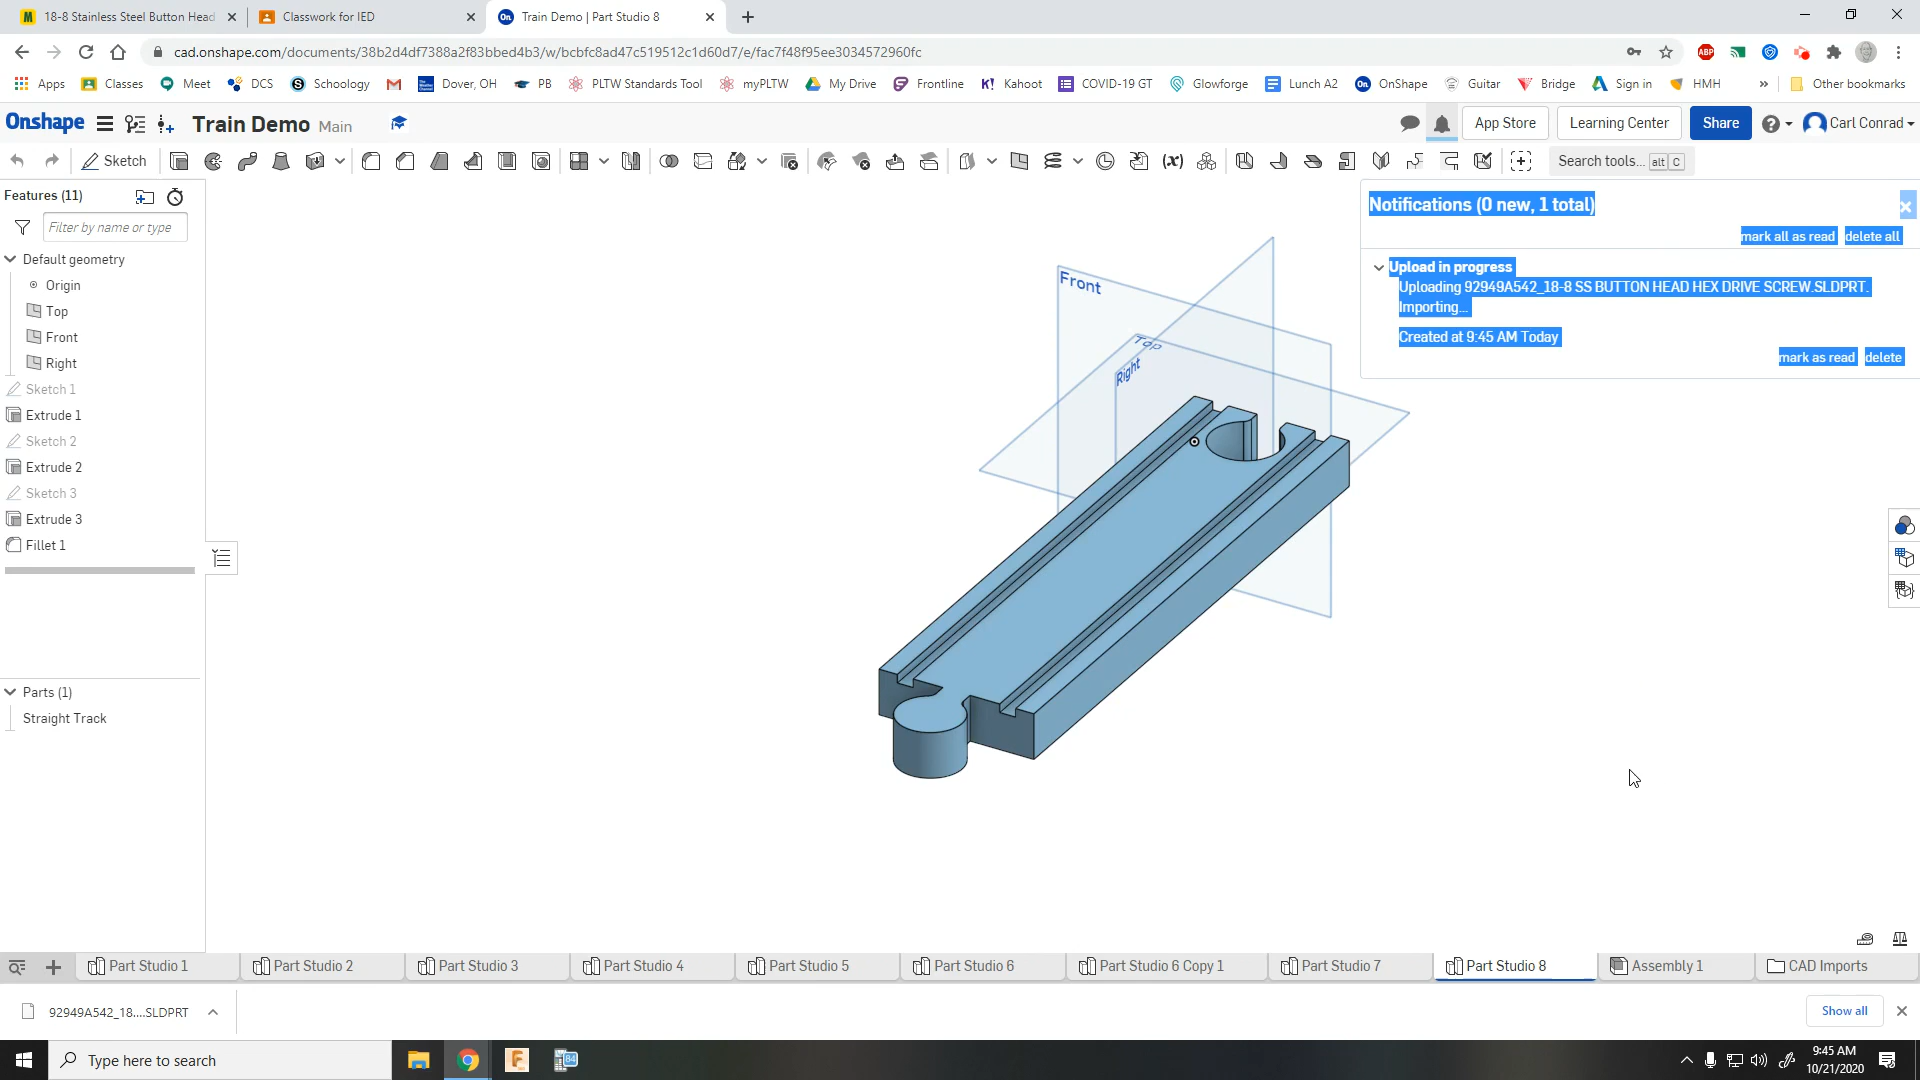 18-8 Stainless Steel Button Head
Classwork for IED
Train Demo | Part Studio 8
cad.onshape.com/documents/38b2d4df7388a2f83bbed4b3/w/bcbfc8ad47c519512c1d60d7/e/fac7f48f95ee3034572960fc
ABP
Apps
Classes
Meet
DCS
Schoology
Dover, OH
PB
PLTW Standards Tool
myPLTW
My Drive
Frontline
K! Kahoot
COVID-19 GT
Glowforge
Lunch A2
OnShape
Guitar
Bridge
Sign in
HMH
»
Other bookmarks
Onshape
Train Demo Main
App Store
Learning Center
Share
Carl Conrad
Sketch
Search tools... alt C
Features (11)
Filter by name or type
Default geometry
Origin
Top
Front
Right
Sketch 1
Extrude 1
Sketch 2
Extrude 2
Sketch 3
Extrude 3
Fillet 1
Parts (1)
Straight Track
Front
Top
Right
Notifications (0 new, 1 total)
mark all as read delete all
Upload in progress
Uploading 92949A542_18-8 SS BUTTON HEAD HEX DRIVE SCREW.SLDPRT.
Importing...
Created at 9:45 AM Today
mark as read delete
Part Studio 1
Part Studio 2
Part Studio 3
Part Studio 4
Part Studio 5
Part Studio 6
Part Studio 6 Copy 1
Part Studio 7
Part Studio 8
Assembly 1
CAD Imports
92949A542_18....SLDPRT
Show all
Type here to search
9:45 AM
10/21/2020